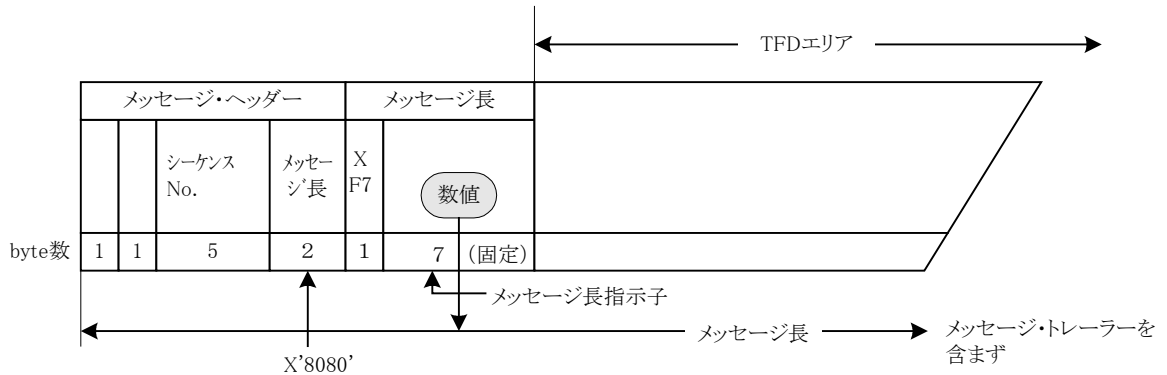 TFDエリア
メッセージ・ヘッダー
メッセージ長
シーケンス
No.
メッセー
ジ長
X
F7
数値
byte数
1
1
5
2
1
7
(固定)
メッセージ長指示子
メッセージ長
メッセージ・トレーラーを
含まず
X'8080'